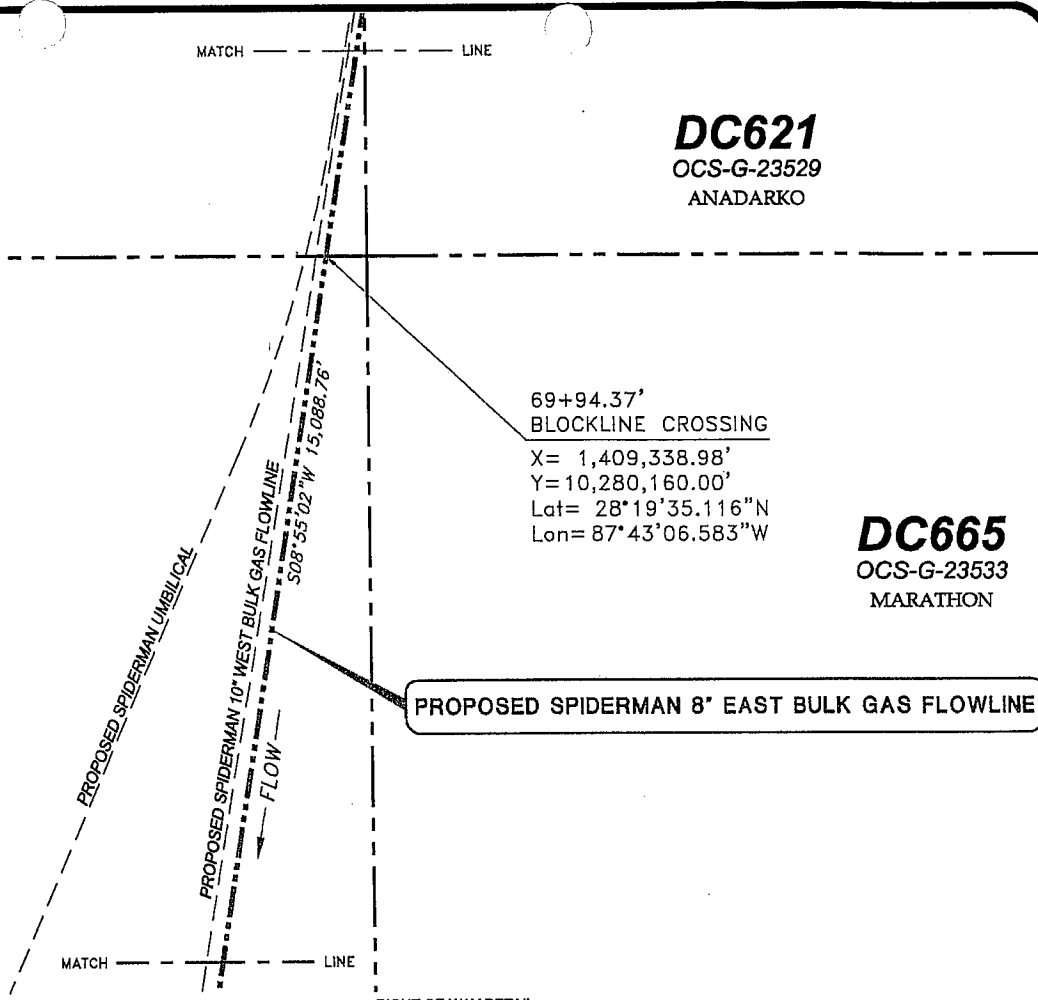 MATCH LINE
DC621
OCS-G-23529
ANADARKO
69+94.37'
BLOCKLINE CROSSING
X= 1,409,338.98'
Y=10,280,160.00'
Lat= 28°19'35.116"N
Lon= 87°43'06.583"W
DC665
OCS-G-23533
MARATHON
S08°55'02"W 15,088.76'
PROPOSED SPIDERMAN UMBILICAL
PROPOSED SPIDERMAN 10" WEST BULK GAS FLOWLINE
PROPOSED SPIDERMAN 8" EAST BULK GAS FLOWLINE
FLOW
MATCH LINE